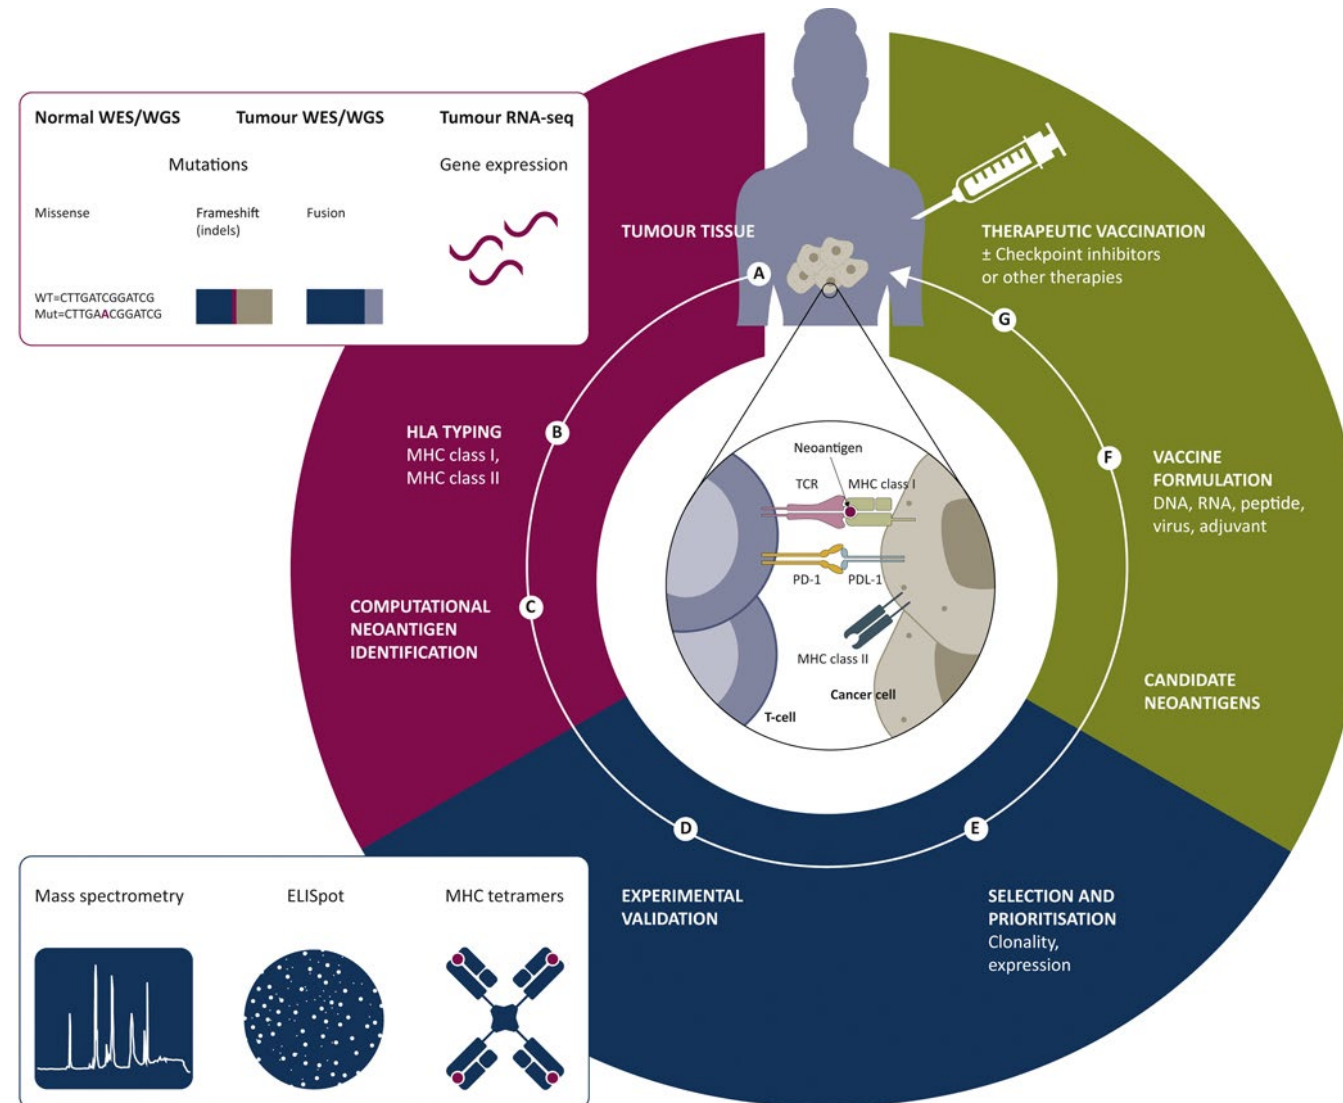 Normal WES/WGS
Tumour WES/WGS
Tumour RNA-seq
Mutations
Gene expression
Missense
Frameshift
(indels)
Fusion
WT=CTTGATCGGATCG
Mut=CTTGAACGGATCG
TUMOUR TISSUE
A
THERAPEUTIC VACCINATION
± Checkpoint inhibitors
or other therapies
G
HLA TYPING
MHC class I,
MHC class II
B
Neoantigen
TCR
MHC class I
PD-1
PDL-1
MHC class II
Cancer cell
T-cell
F
VACCINE
FORMULATION
DNA, RNA, peptide,
virus, adjuvant
COMPUTATIONAL
NEOANTIGEN
IDENTIFICATION
C
CANDIDATE
NEOANTIGENS
D
E
EXPERIMENTAL
VALIDATION
SELECTION AND
PRIORITISATION
Clonality,
expression
Mass spectrometry
ELISpot
MHC tetramers